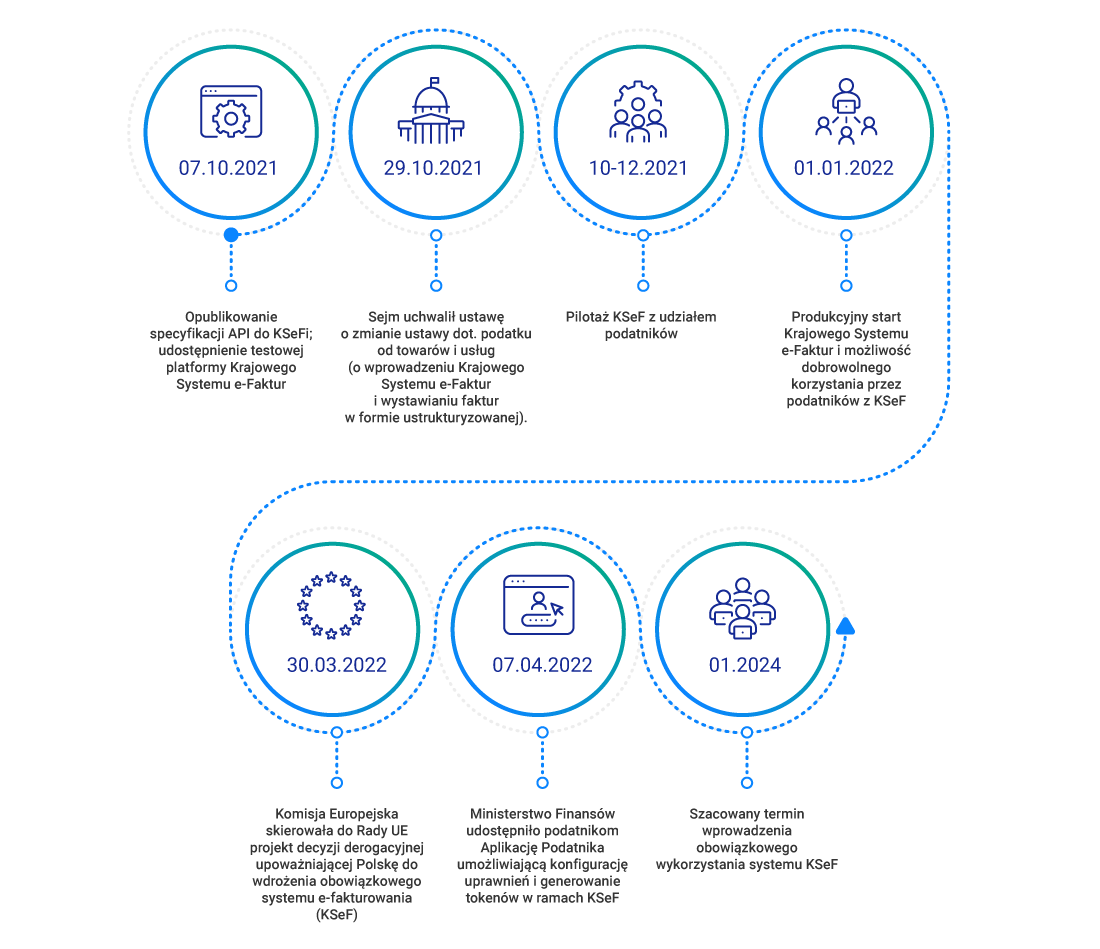 07.10.2021
Opublikowanie
specyfikacji API do KSeFi;
udostępnienie testowej
platformy Krajowego
Systemu e-Faktur
29.10.2021
Sejm uchwalił ustawę
o zmianie ustawy dot. podatku
od towarów i usług
(o wprowadzeniu Krajowego
Systemu e-Faktur
i wystawianiu faktur
w formie ustrukturyzowanej).
10-12.2021
Pilotaż KSeF z udziałem
podatników
01.01.2022
Produkcyjny start
Krajowego Systemu
e-Faktur i możliwość
dobrowolnego
korzystania przez
podatników z KSeF
30.03.2022
Komisja Europejska
skierowała do Rady UE
projekt decyzji derogacyjnej
upoważniającej Polskę do
wdrożenia obowiązkowego
systemu e-fakturowania
(KSeF)
07.04.2022
Ministerstwo Finansów
udostępniło podatnikom
Aplikację Podatnika
umożliwiającą konfigurację
uprawnień i generowanie
tokenów w ramach KSeF
01.2024
Szacowany termin
wprowadzenia
obowiązkowego
wykorzystania systemu KSeF